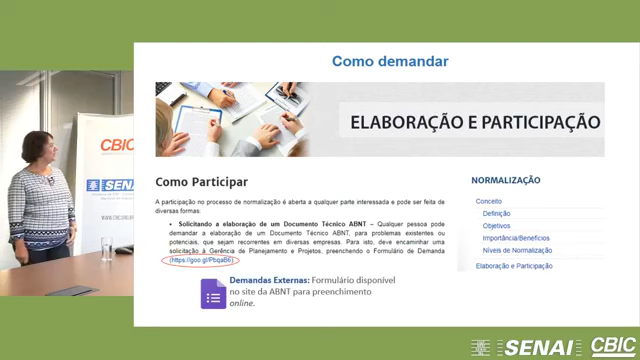 Como demandar
ELABORAÇÃO E PARTICIPAÇÃO
Como Participar
A participação no processo de normalização é aberta a qualquer parte interessada e pode ser feita de
diversas formas:
• Solicitando a elaboração de um Documento Técnico ABNT – Qualquer pessoa pode
demandar a elaboração de um Documento Técnico ABNT, para problemas existentes ou
potenciais, que sejam recorrentes em diversas empresas. Para isto, deve encaminhar uma
solicitação à Gerência de Planejamento e Projetos, preenchendo o Formulário de Demanda
(https://goo.gl/PbqaB6)
NORMALIZAÇÃO
Conceito
Definição
Objetivos
Importância/Benefícios
Níveis de Normalização
Elaboração e Participação
Demandas Externas: Formulário disponível
no site da ABNT para preenchimento
online.
CBIC
SENAI
SENAI
CBIC